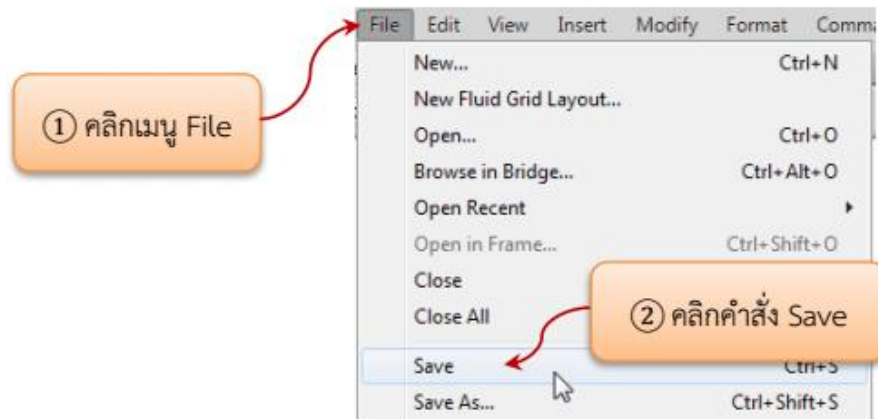 File Edit View Insert Modify Format Comma
New... Ctrl+N
New Fluid Grid Layout...
① คลิกเมนู File
Open... Ctrl+O
Browse in Bridge... Ctrl+Alt+O
Open Recent
Open in Frame... Ctrl+Shift+O
Close
② คลิกคำสั่ง Save
Close All
Save Ctrl+S
Save As... Ctrl+Shift+S